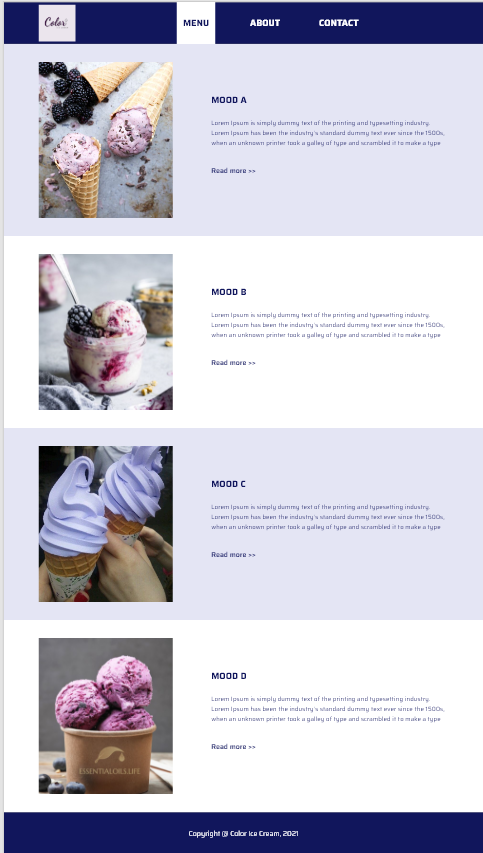 Color
MENU ABOUT CONTACT
MOOD A
Lorem Ipsum is simply dummy text of the printing and typesetting industry.
Lorem Ipsum has been the industry's standard dummy text ever since the 1500s,
when an unknown printer took a galley of type and scrambled it to make a type
Read more >>
MOOD B
Lorem Ipsum is simply dummy text of the printing and typesetting industry.
Lorem Ipsum has been the industry's standard dummy text ever since the 1500s,
when an unknown printer took a galley of type and scrambled it to make a type
Read more >>
MOOD C
Lorem Ipsum is simply dummy text of the printing and typesetting industry.
Lorem Ipsum has been the industry's standard dummy text ever since the 1500s,
when an unknown printer took a galley of type and scrambled it to make a type
Read more >>
MOOD D
Lorem Ipsum is simply dummy text of the printing and typesetting industry.
Lorem Ipsum has been the industry's standard dummy text ever since the 1500s,
when an unknown printer took a galley of type and scrambled it to make a type
Read more >>
ESSENTIALOILS.LIFE
Copyright @ Color Ice Cream, 2021